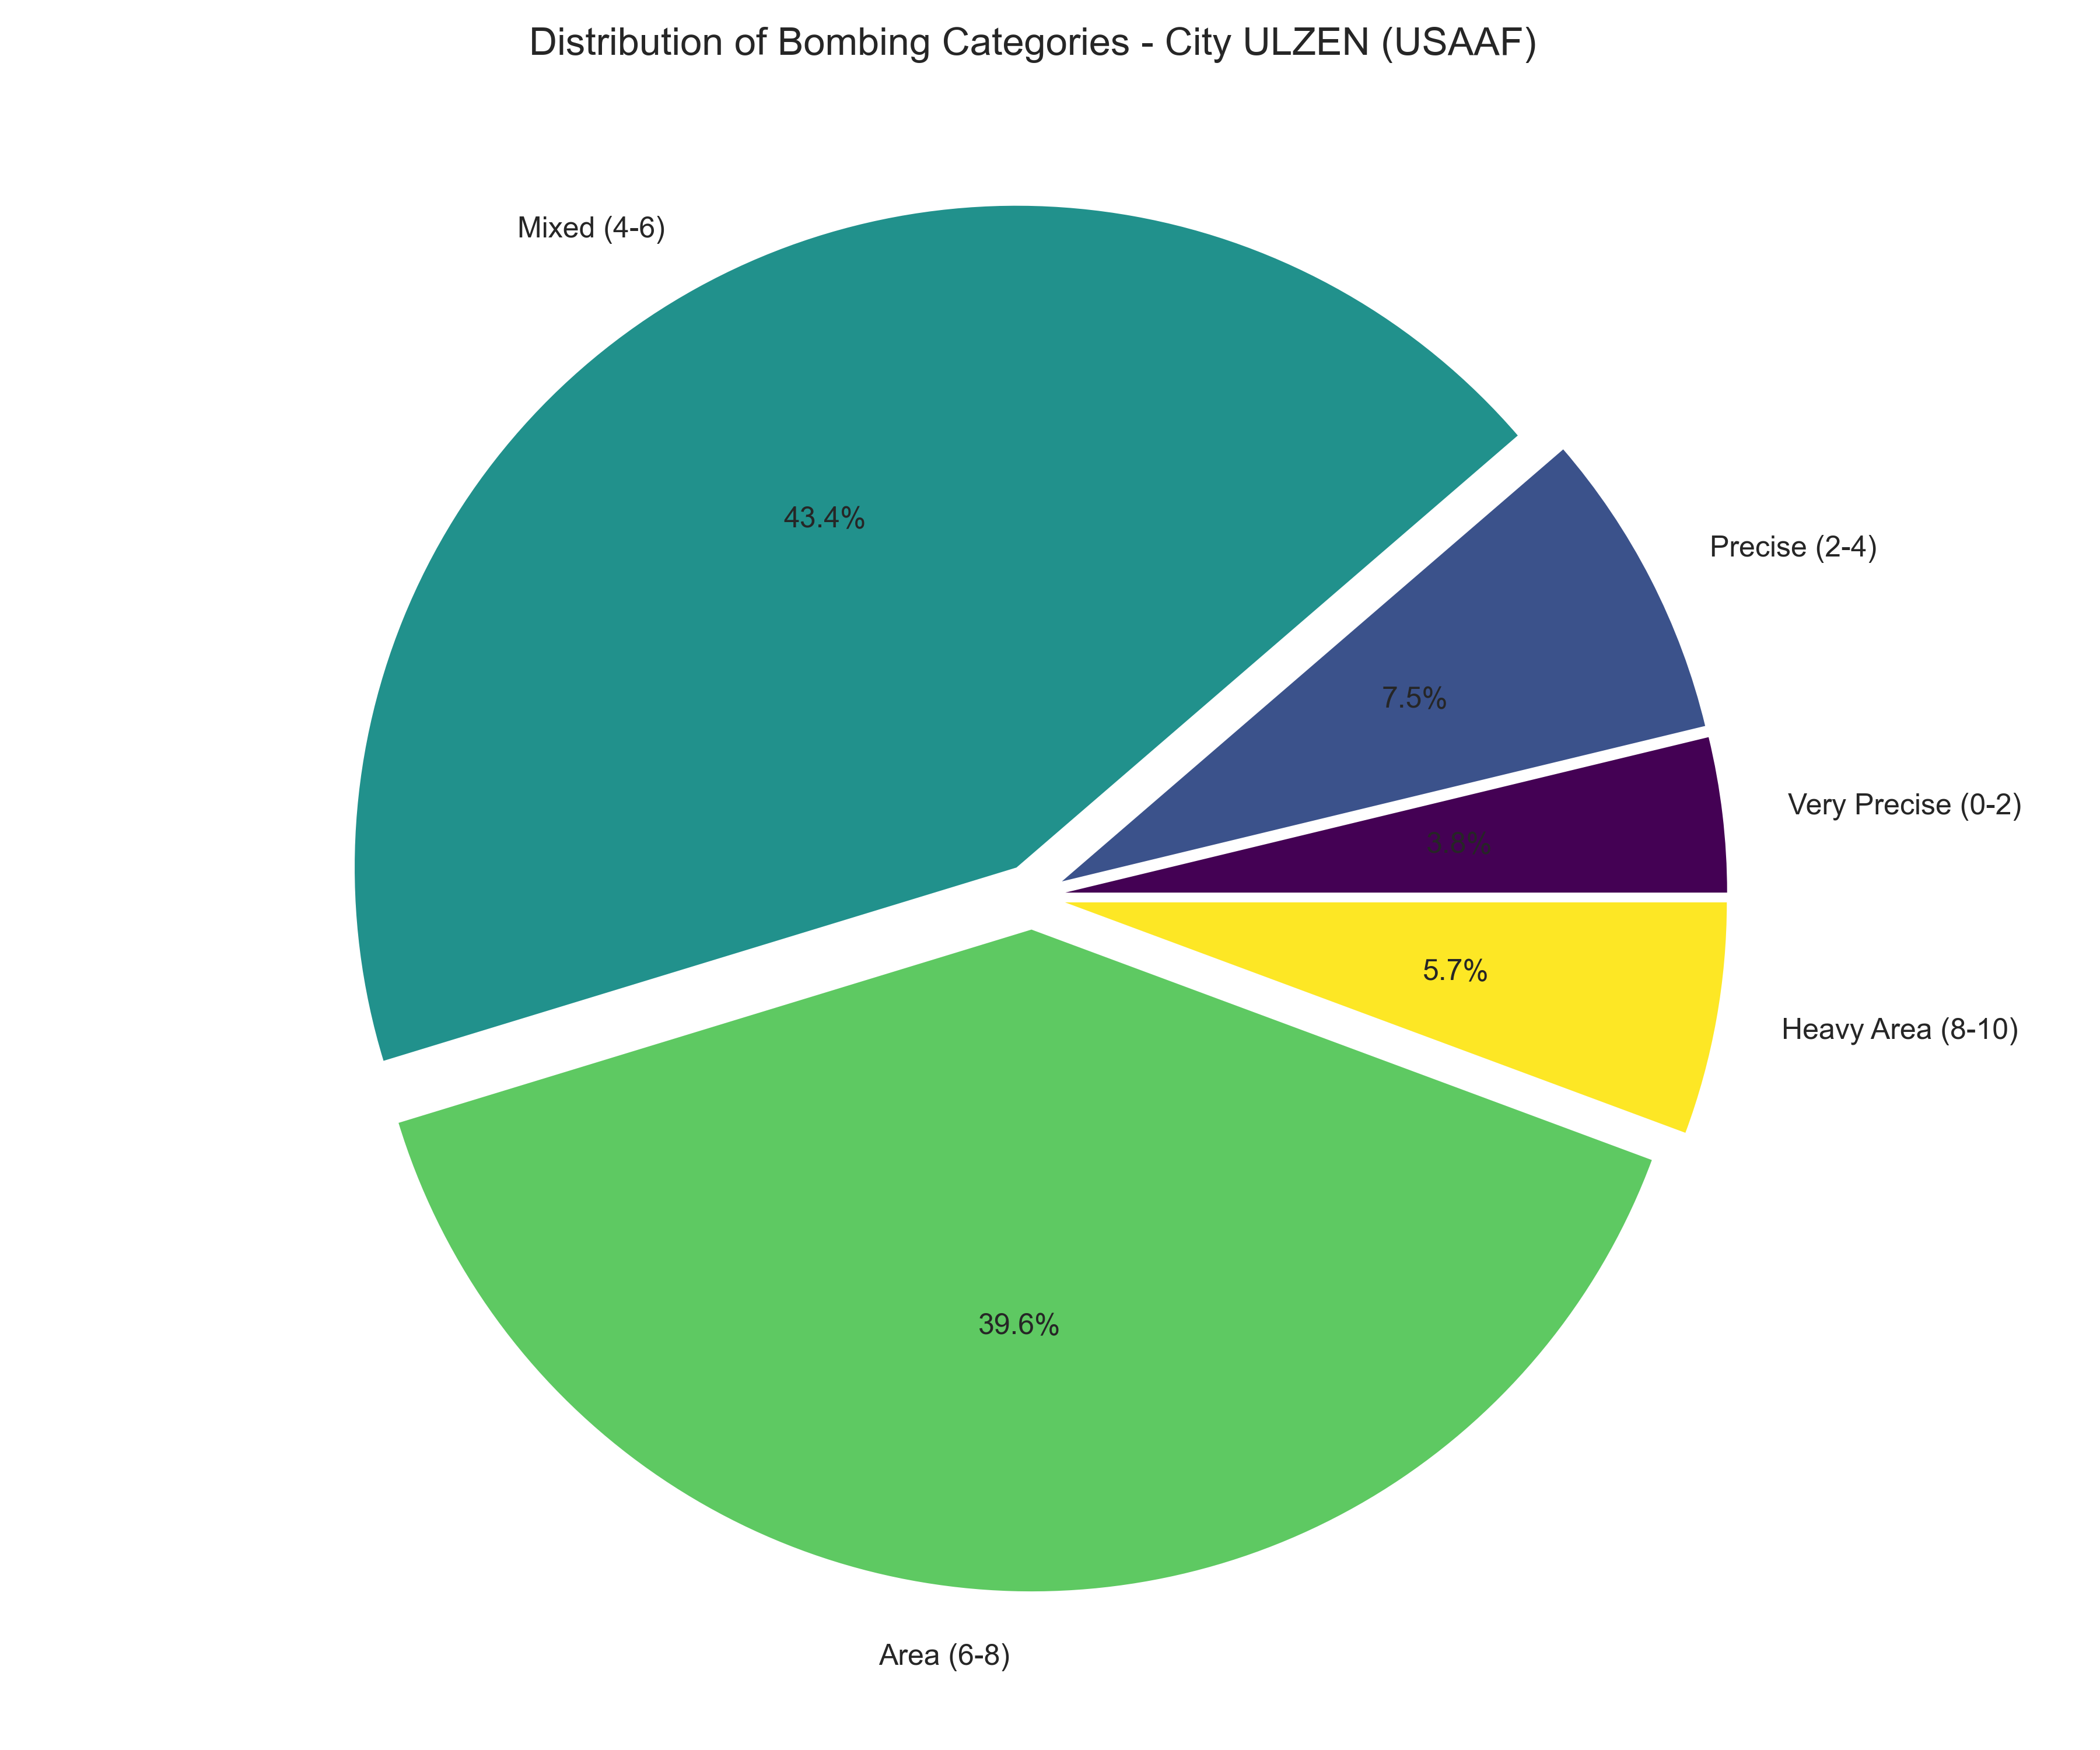 Distribution of Bombing Categories - City ULZEN (USAAF)
Mixed (4-6)
43.4%
Precise (2-4)
7.5%
Very Precise (0-2)
3.8%
5.7%
Heavy Area (8-10)
39.6%
Area (6-8)